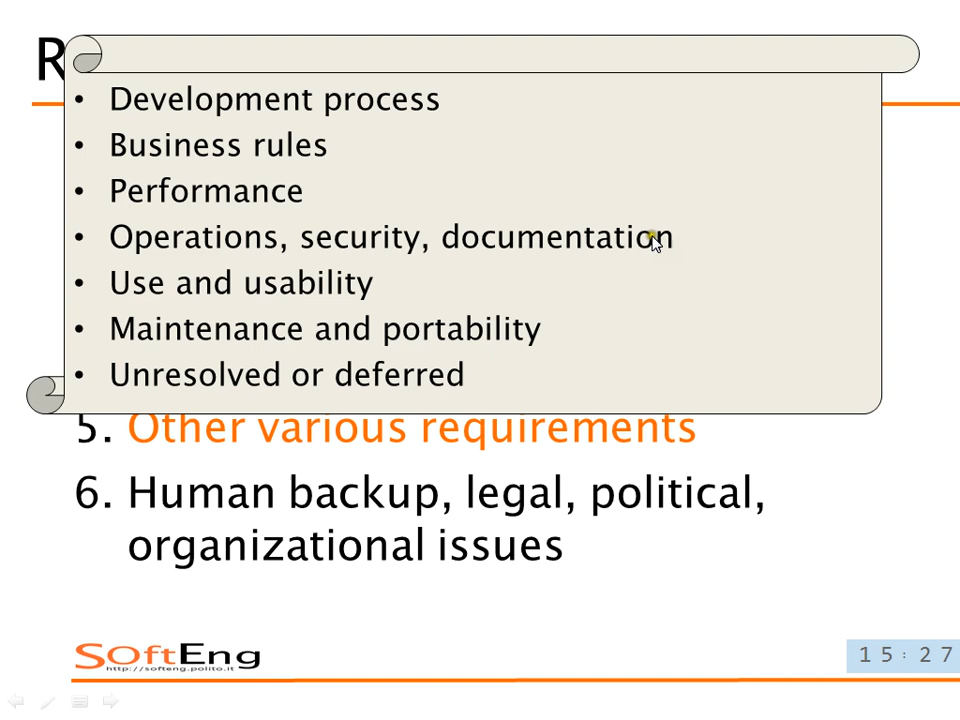 R
• Development process
• Business rules
• Performance
• Operations, security, documentation
• Use and usability
• Maintenance and portability
• Unresolved or deferred
5. Other various requirements
6. Human backup, legal, political,
organizational issues
SOftEng
http://softeng.polito.it
15:27